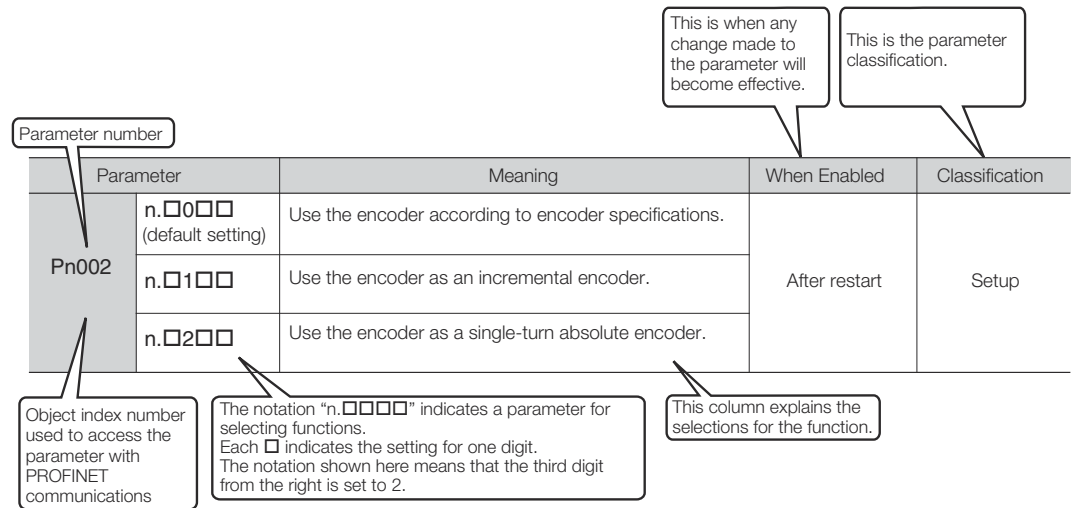 This is when any
change made to
the parameter will
become effective.
This is the parameter
classification.
Parameter number
Parameter Meaning When Enabled Classification
Pn002
n.□0□□
(default setting)
Use the encoder according to encoder specifications.
n.□1□□
Use the encoder as an incremental encoder.
n.□2□□
Use the encoder as a single-turn absolute encoder.
After restart
Setup
Object index number
used to access the
parameter with
PROFINET
communications
The notation “n.□□□□” indicates a parameter for
selecting functions.
Each □ indicates the setting for one digit.
The notation shown here means that the third digit
from the right is set to 2.
This column explains the
selections for the function.